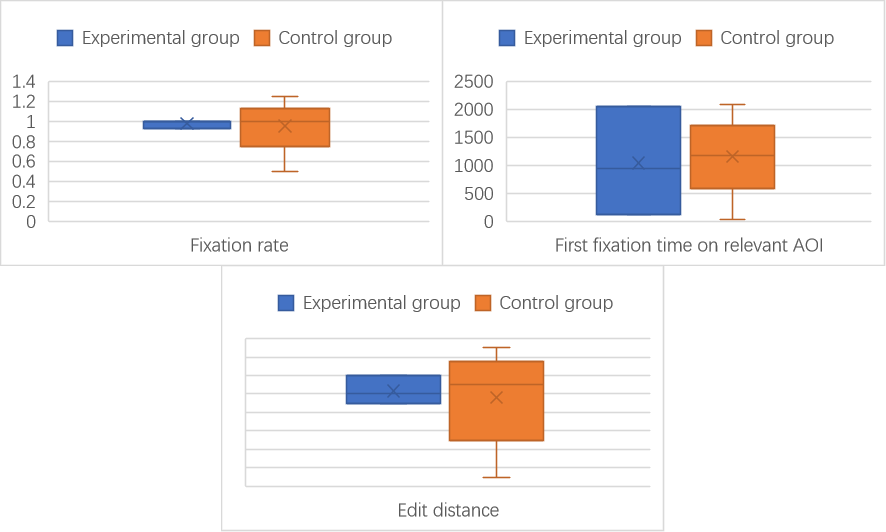 Experimental group Control group
1.4
1.2
1
0.8
0.6
0.4
0.2
0
Fixation rate
Experimental group Control group
2500
2000
1500
1000
500
0
First fixation time on relevant AOI
Experimental group Control group
Edit distance